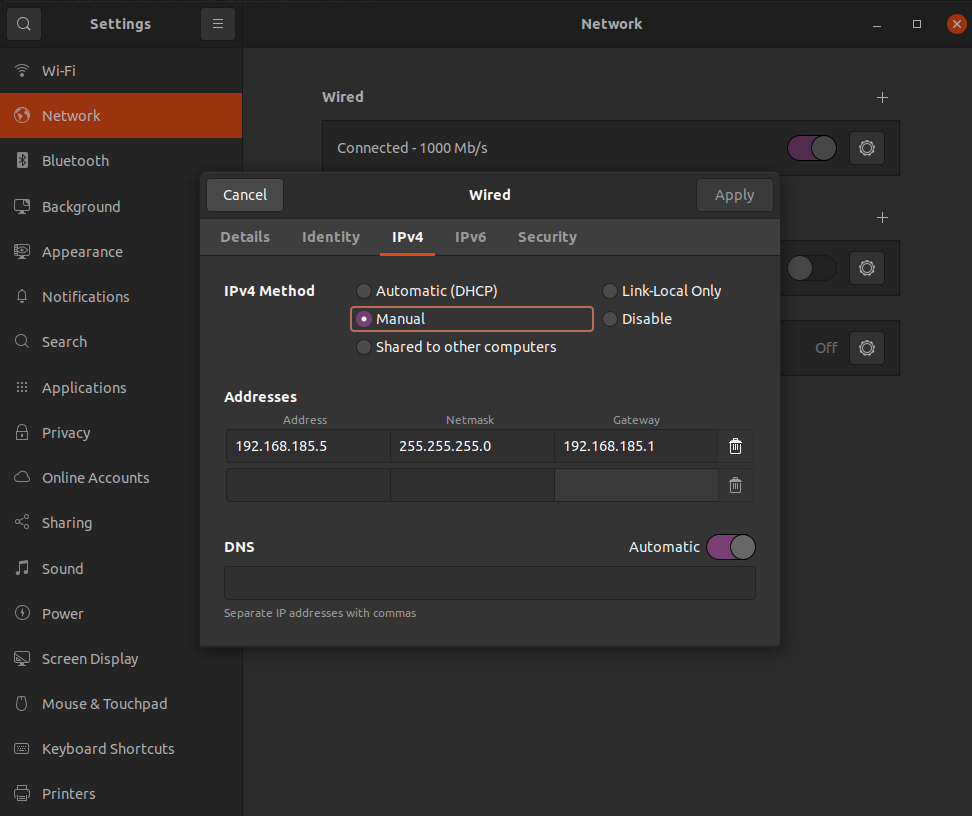 Settings
Network
Wi-Fi
Network
Bluetooth
Background
Appearance
Notifications
Search
Applications
Privacy
Online Accounts
Sharing
Sound
Power
Screen Display
Mouse & Touchpad
Keyboard Shortcuts
Printers
Wired
Connected - 1000 Mb/s
Off
Cancel
Wired
Apply
Details Identity IPv4 IPv6 Security
IPv4 Method
Automatic (DHCP) Link-Local Only
Manual Disable
Shared to other computers
Addresses
Address Netmask Gateway
192.168.185.5 255.255.255.0 192.168.185.1
DNS Automatic
Separate IP addresses with commas